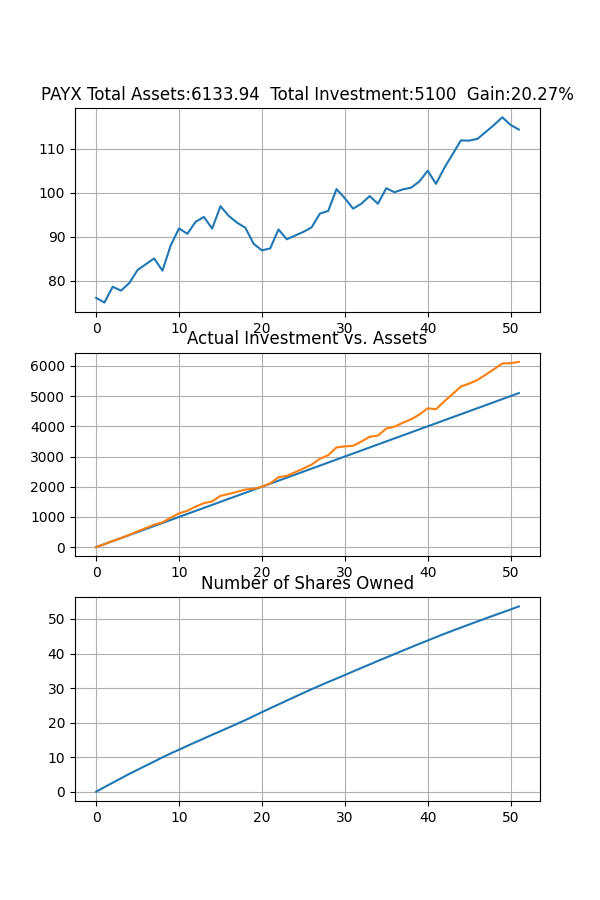 PAYX Total Assets:6133.94  Total Investment:5100  Gain:20.27%
110
100
90
80
0 10 20 30 40 50
Actual Investment vs. Assets
6000
5000
4000
3000
2000
1000
0
0 10 20 30 40 50
Number of Shares Owned
50
40
30
20
10
0
0 10 20 30 40 50